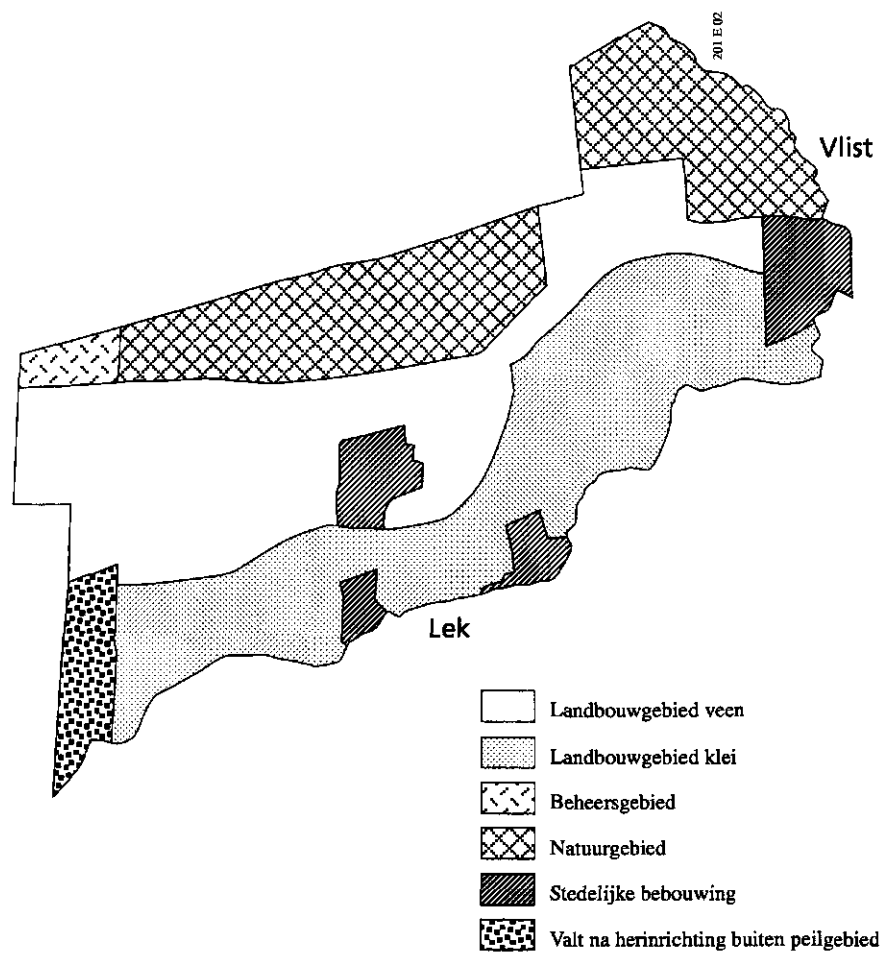 201 E 02
Vlist
Lek
Landbouwgebied veen
Landbouwgebied klei
Beheersgebied
Natuurgebied
Stedelijke bebouwing
Valt na herinrichting buiten peilgebied